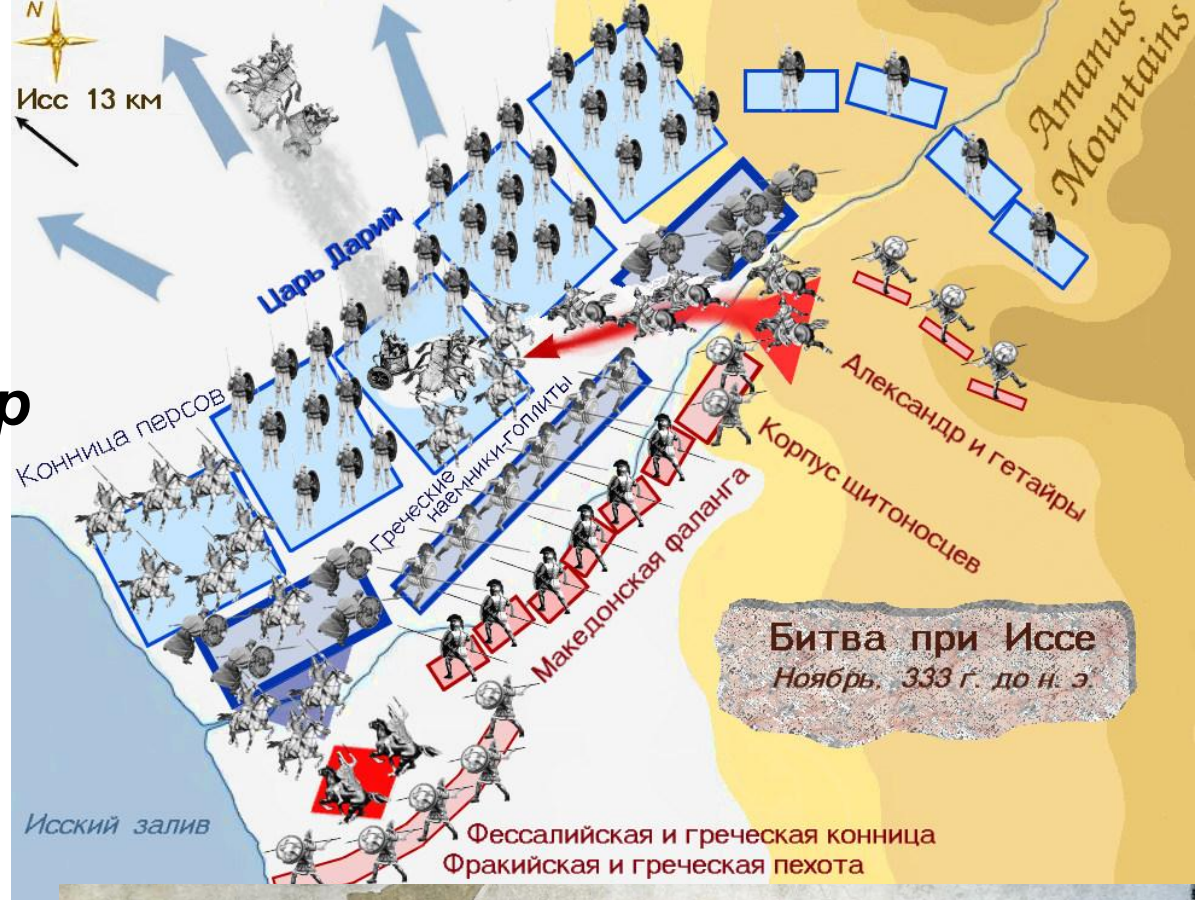 N
Исс 13 км
Amanus
Mountains
Царь Дарий
р
Конница персов
Греческие
наемники-гоплиты
Александр и гетайры
Корпус щитоносцев
Македонская фаланга
Битва при Иссе
Ноябрь, 333 г. до н. э.
Исский залив
Фессалийская и греческая конница
Фракийская и греческая пехота